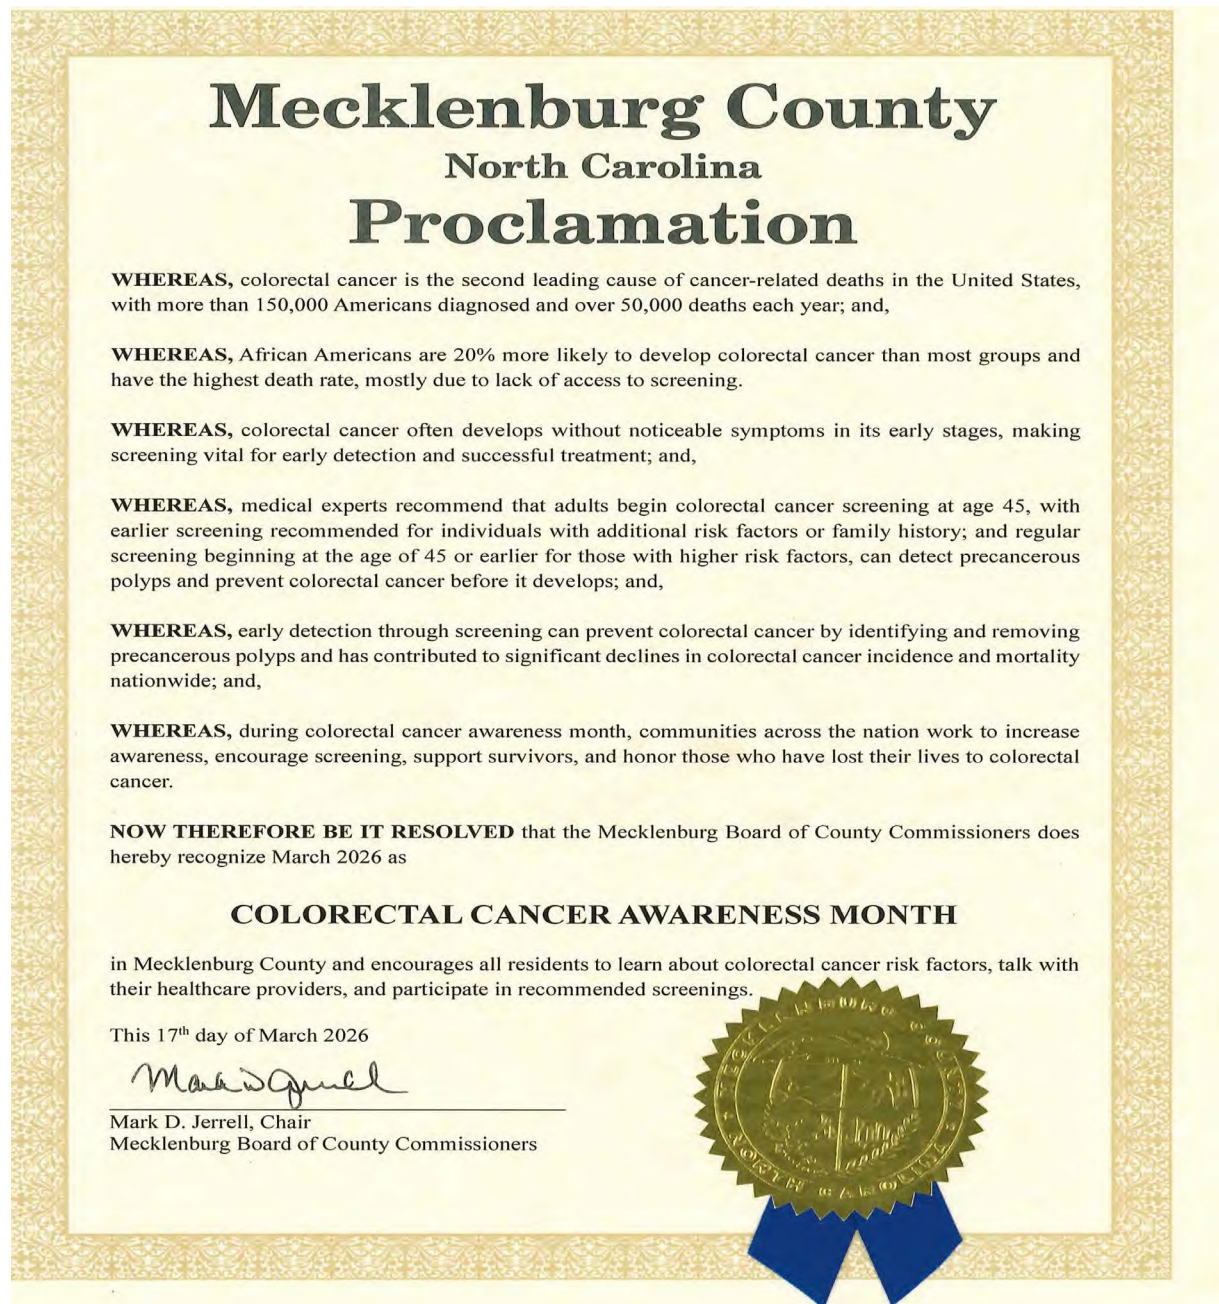 Mecklenburg County
North Carolina
Proclamation
WHEREAS, colorectal cancer is the second leading cause of cancer-related deaths in the United States,
with more than 150,000 Americans diagnosed and over 50,000 deaths each year; and,
WHEREAS, African Americans are 20% more likely to develop colorectal cancer than most groups and
have the highest death rate, mostly due to lack of access to screening.
WHEREAS, colorectal cancer often develops without noticeable symptoms in its early stages, making
screening vital for early detection and successful treatment; and,
WHEREAS, medical experts recommend that adults begin colorectal cancer screening at age 45, with
earlier screening recommended for individuals with additional risk factors or family history; and regular
screening beginning at the age of 45 or earlier for those with higher risk factors, can detect precancerous
polyps and prevent colorectal cancer before it develops; and,
WHEREAS, early detection through screening can prevent colorectal cancer by identifying and removing
precancerous polyps and has contributed to significant declines in colorectal cancer incidence and mortality
nationwide; and,
WHEREAS, during colorectal cancer awareness month, communities across the nation work to increase
awareness, encourage screening, support survivors, and honor those who have lost their lives to colorectal
cancer.
NOW THEREFORE BE IT RESOLVED that the Mecklenburg Board of County Commissioners does
hereby recognize March 2026 as
COLORECTAL CANCER AWARENESS MONTH
in Mecklenburg County and encourages all residents to learn about colorectal cancer risk factors, talk with
their healthcare providers, and participate in recommended screenings.
This 17th day of March 2026
Mark D Jerrell
Mark D. Jerrell, Chair
Mecklenburg Board of County Commissioners
MECKLENBURG COUNTY
NORTH CAROLINA